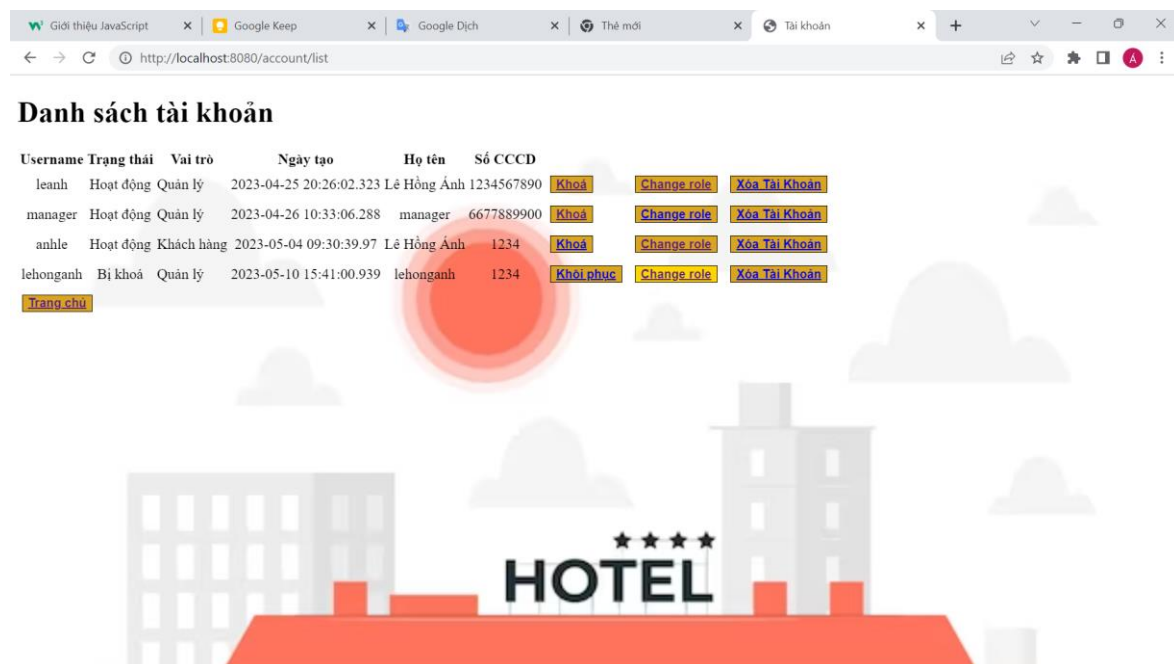 Giới thiệu JavaScript Google Keep Google Dịch Thẻ mới Tài khoản
http://localhost:8080/account/list
Danh sách tài khoản
Username Trạng thái Vai trò Ngày tạo Họ tên Số CCCD
leanh Hoạt động Quản lý 2023-04-25 20:26:02.323 Lê Hồng Ánh 1234567890 Khoá Change role Xóa Tài Khoản
manager Hoạt động Quản lý 2023-04-26 10:33:06.288 manager 6677889900 Khoá Change role Xóa Tài Khoản
anhle Hoạt động Khách hàng 2023-05-04 09:30:39.97 Lê Hồng Ánh 1234 Khoá Change role Xóa Tài Khoản
lehonganh Bị khoá Quản lý 2023-05-10 15:41:00.939 lehonganh 1234 Khôi phục Change role Xóa Tài Khoản
Trang chủ
HOTEL